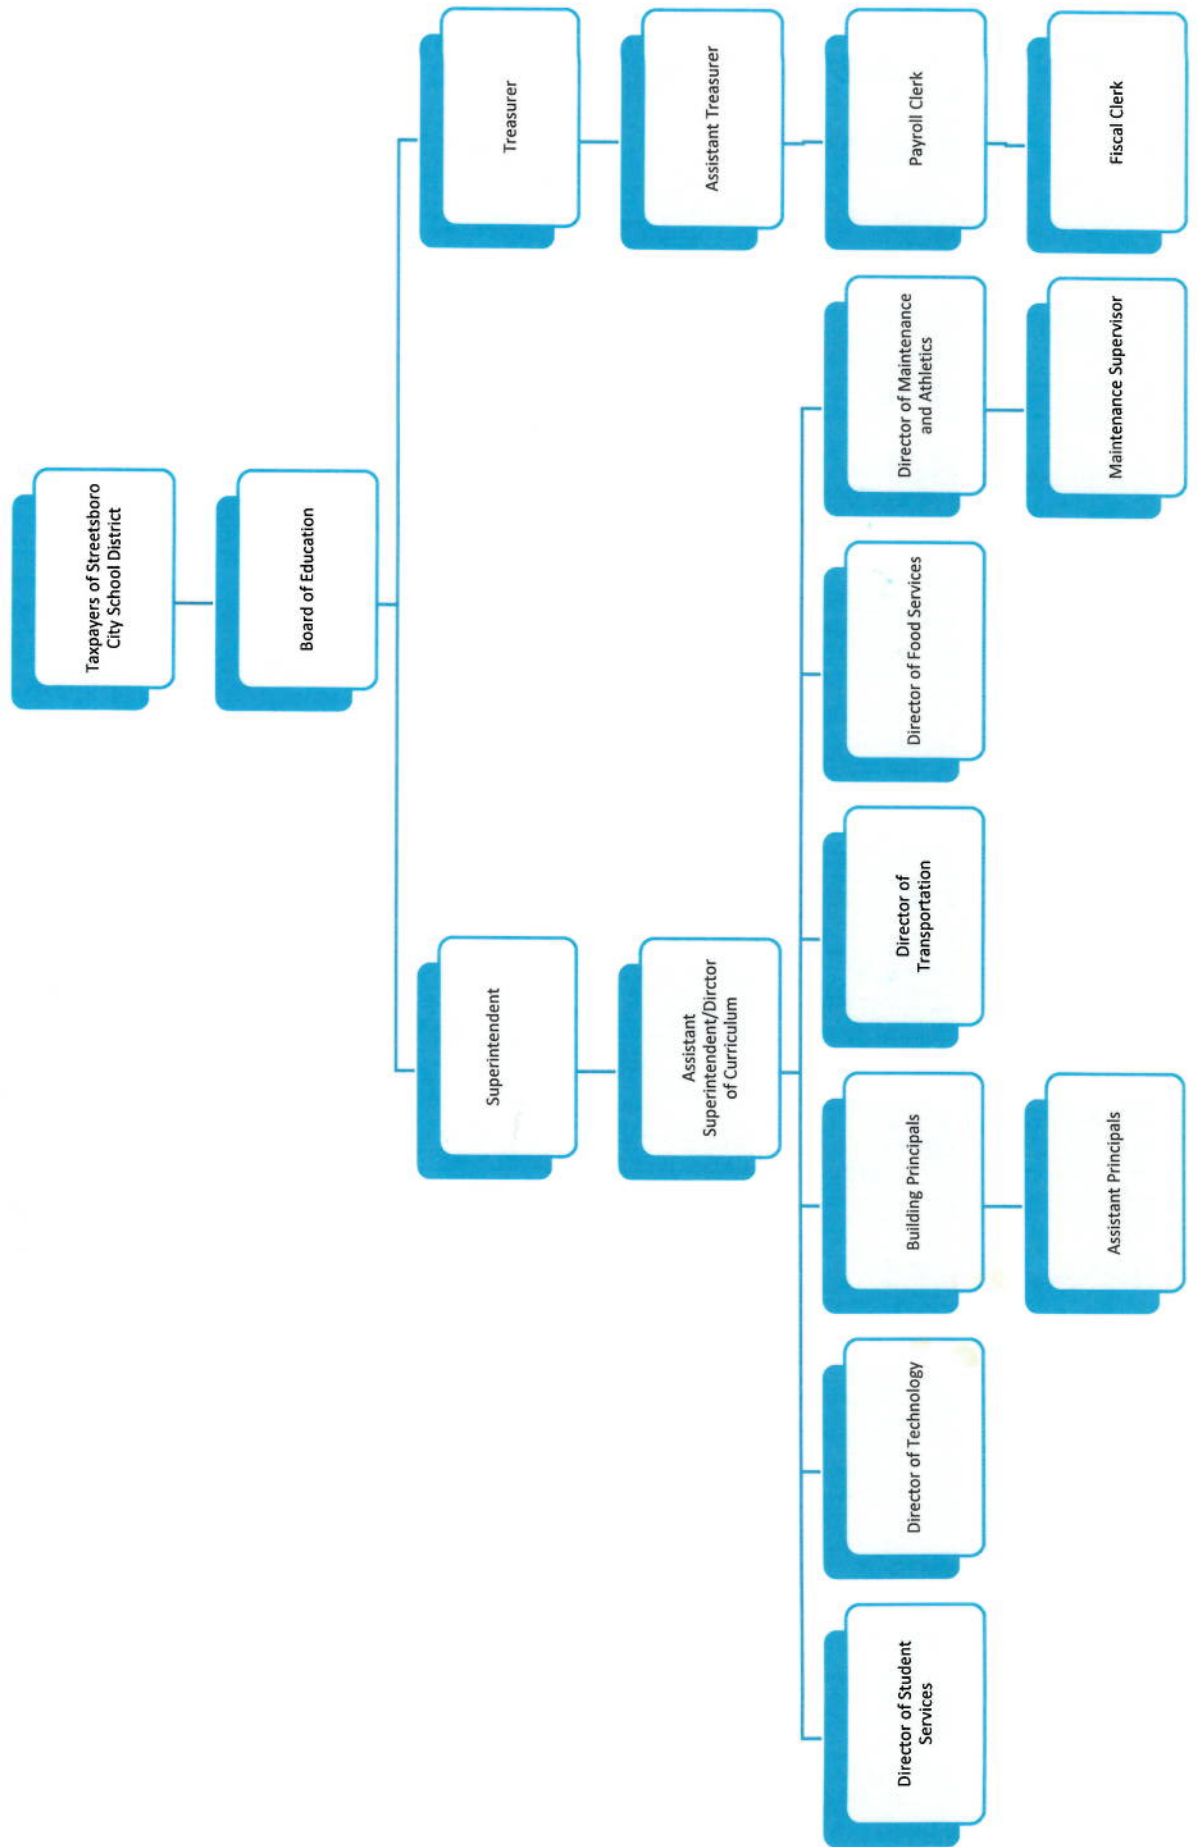 Taxpayers of Streetsboro
City School District
Board of Education
Superintendent
Treasurer
Assistant
Superintendent/Dirctor
of Curriculum
Assistant Treasurer
Director of Student
Services
Director of Technology
Building Principals
Director of
Transportation
Director of Food Services
Director of Maintenance
and Athletics
Payroll Clerk
Assistant Principals
Maintenance Supervisor
Fiscal Clerk